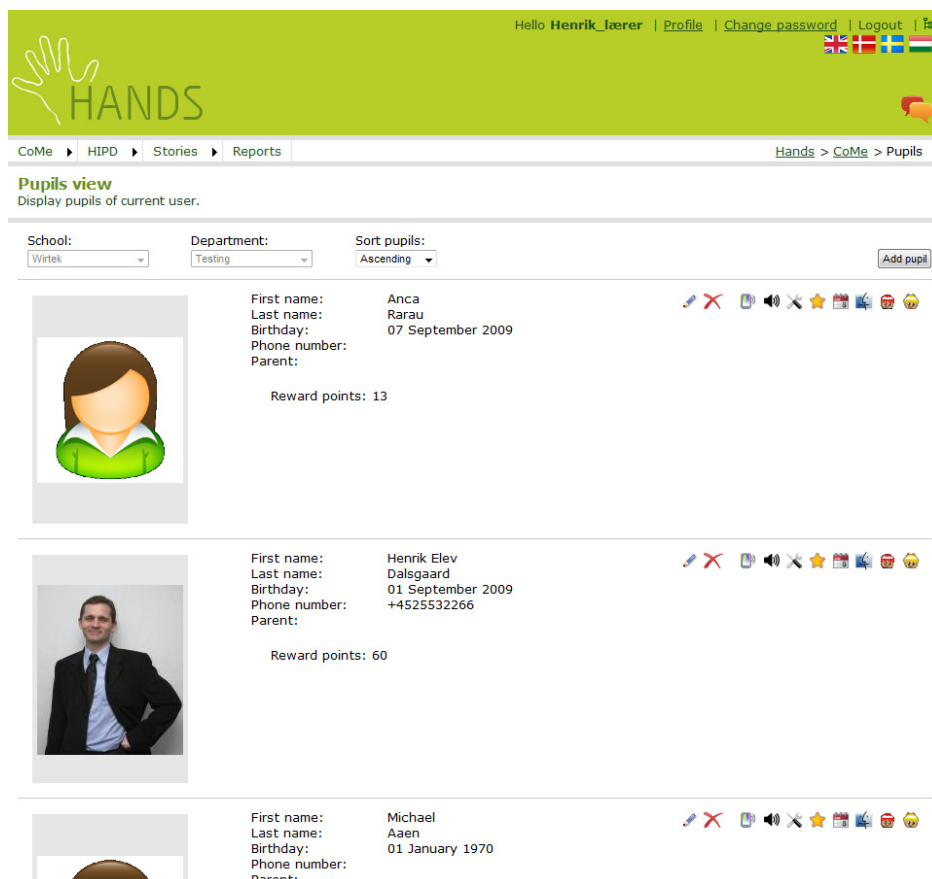 Hello Henrik_lærer | Profile | Change password | Logout |
HANDS
CoMe HIPD Stories Reports
Hands > CoMe > Pupils
Pupils view
Display pupils of current user.
School: Department: Sort pupils:
Wirtek Testing Ascending Add pupil
First name: Anca
Last name: Rarau
Birthday: 07 September 2009
Phone number:
Parent:
Reward points: 13
First name: Henrik Elev
Last name: Dalsgaard
Birthday: 01 September 2009
Phone number: +4525532266
Parent:
Reward points: 60
First name: Michael
Last name: Aaen
Birthday: 01 January 1970
Phone number:
Parent: